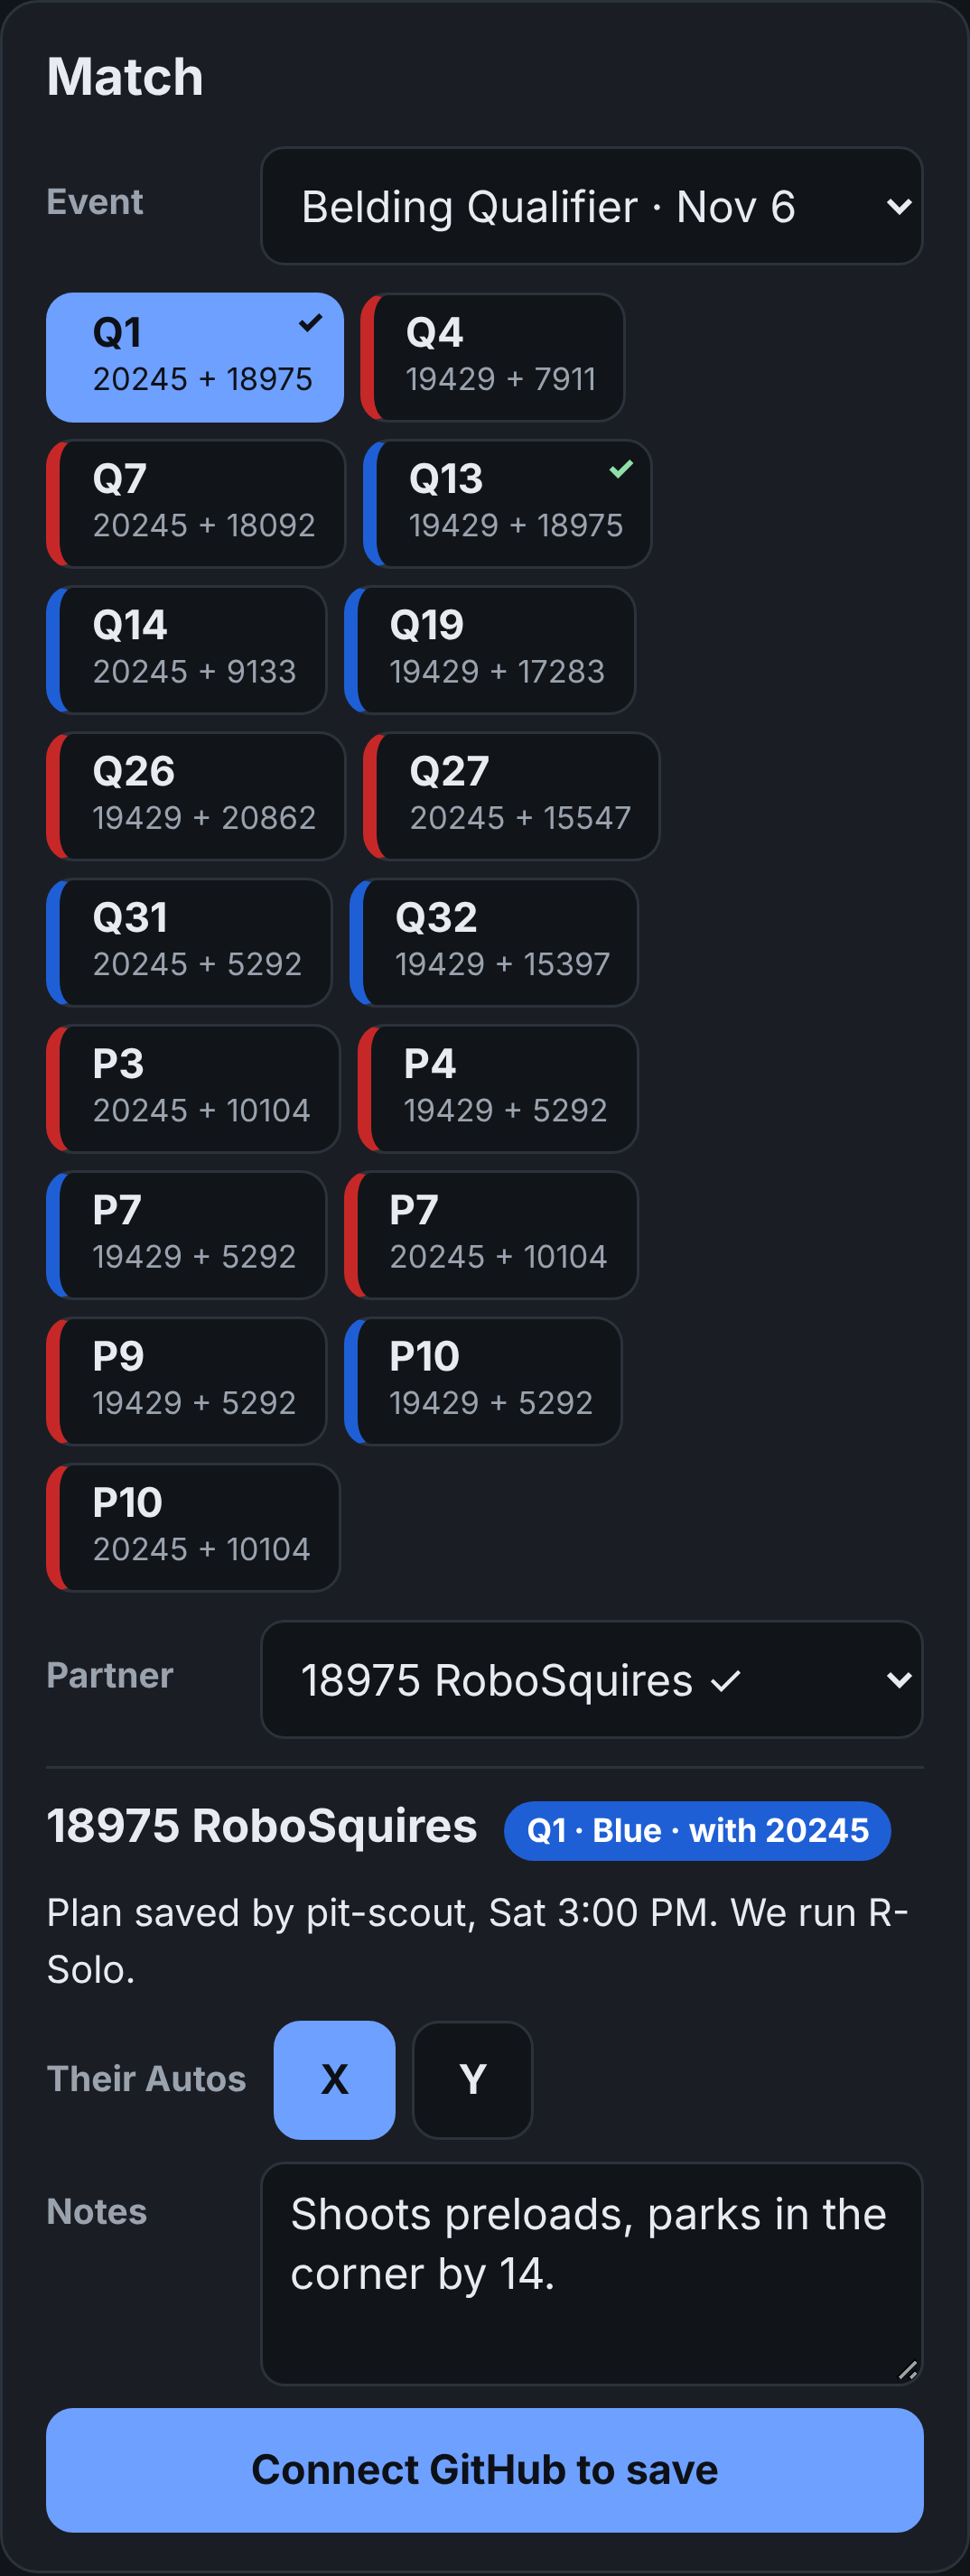 Match
Event
Belding Qualifier · Nov 6
Q1 ✓
20245 + 18975
Q4
19429 + 7911
Q7
20245 + 18092
Q13 ✓
19429 + 18975
Q14
20245 + 9133
Q19
19429 + 17283
Q26
19429 + 20862
Q27
20245 + 15547
Q31
20245 + 5292
Q32
19429 + 15397
P3
20245 + 10104
P4
19429 + 5292
P7
19429 + 5292
P7
20245 + 10104
P9
19429 + 5292
P10
19429 + 5292
P10
20245 + 10104
Partner
18975 RoboSquires ✓
18975 RoboSquires
Q1 · Blue · with 20245
Plan saved by pit-scout, Sat 3:00 PM. We run R-
Solo.
Their Autos
X
Y
Notes
Shoots preloads, parks in the
corner by 14.
Connect GitHub to save